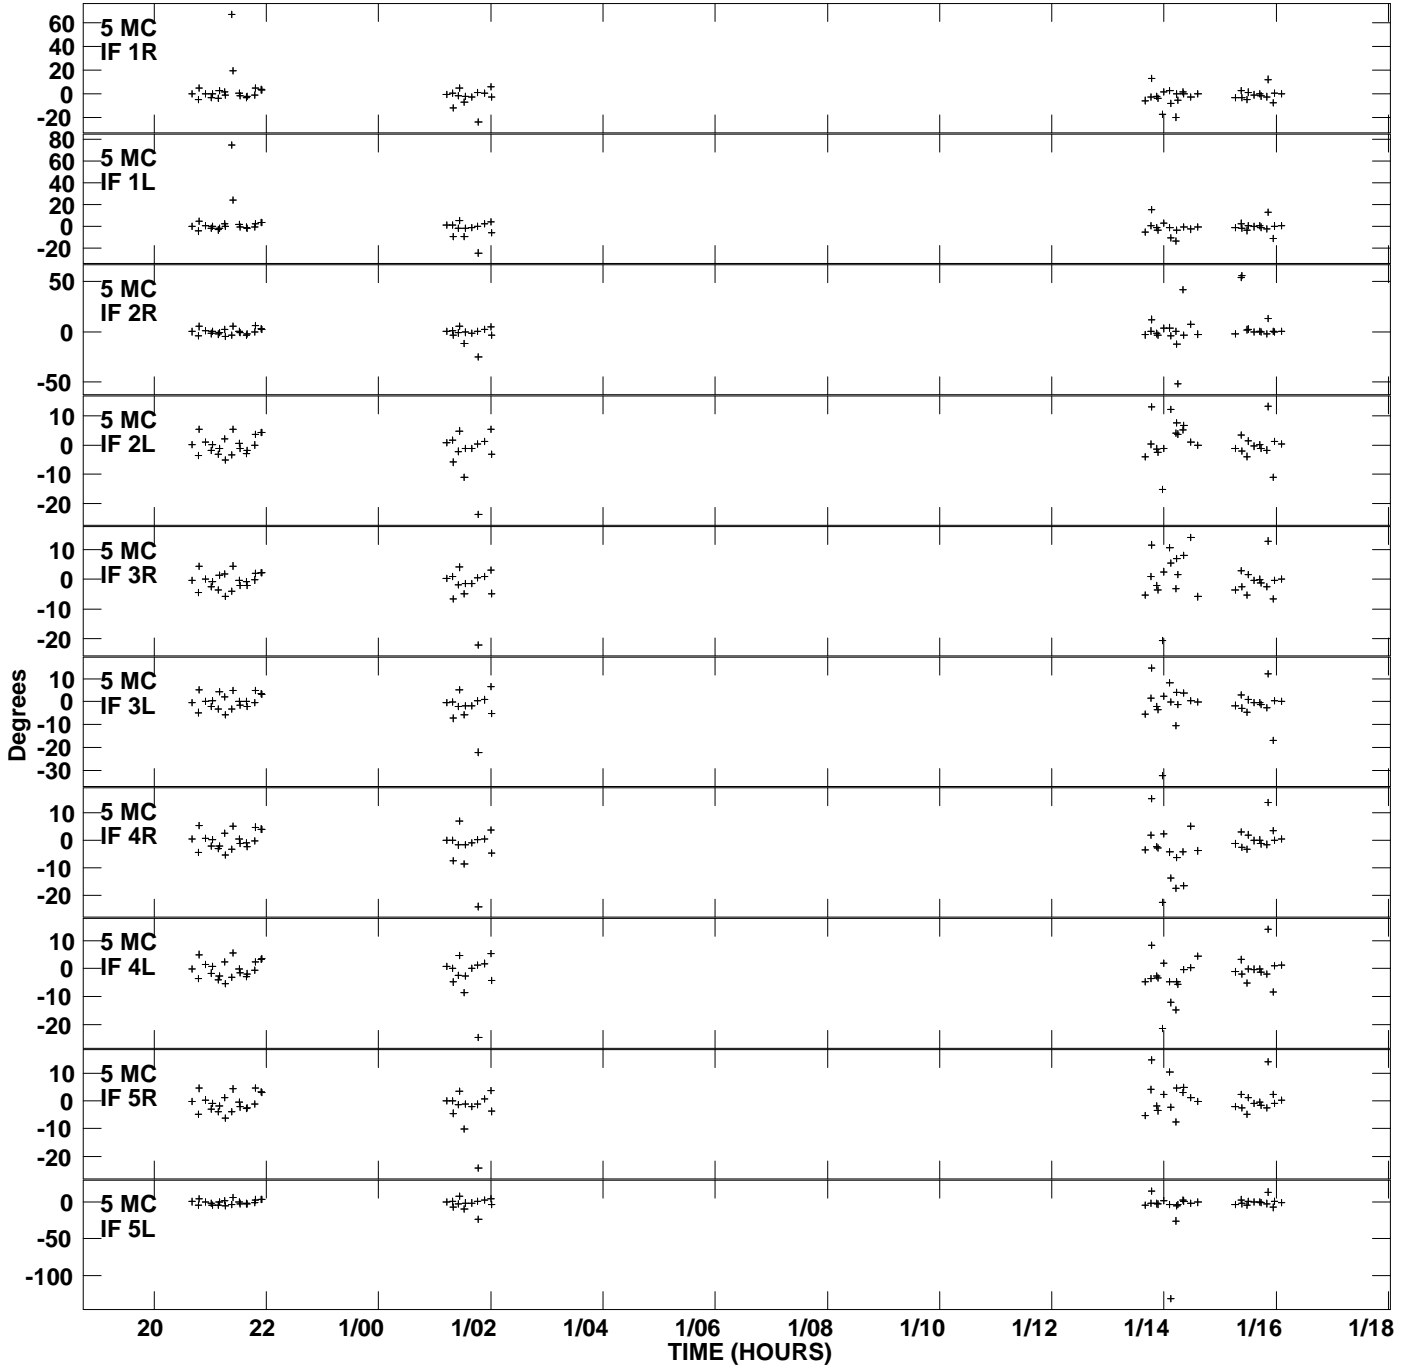 60
40
20
0
-20
5 MC
IF 1R
80
60
40
20
0
-20
5 MC
IF 1L
50
0
-50
5 MC
IF 2R
10
0
-10
-20
5 MC
IF 2L
10
0
-10
-20
5 MC
IF 3R
10
0
-10
-20
-30
5 MC
IF 3L
10
0
-10
-20
5 MC
IF 4R
10
0
-10
-20
5 MC
IF 4L
10
0
-10
-20
5 MC
IF 5R
0
-50
-100
5 MC
IF 5L
Degrees
20 22 1/00 1/02 1/04 1/06 1/08 1/10 1/12 1/14 1/16 1/18
TIME (HOURS)